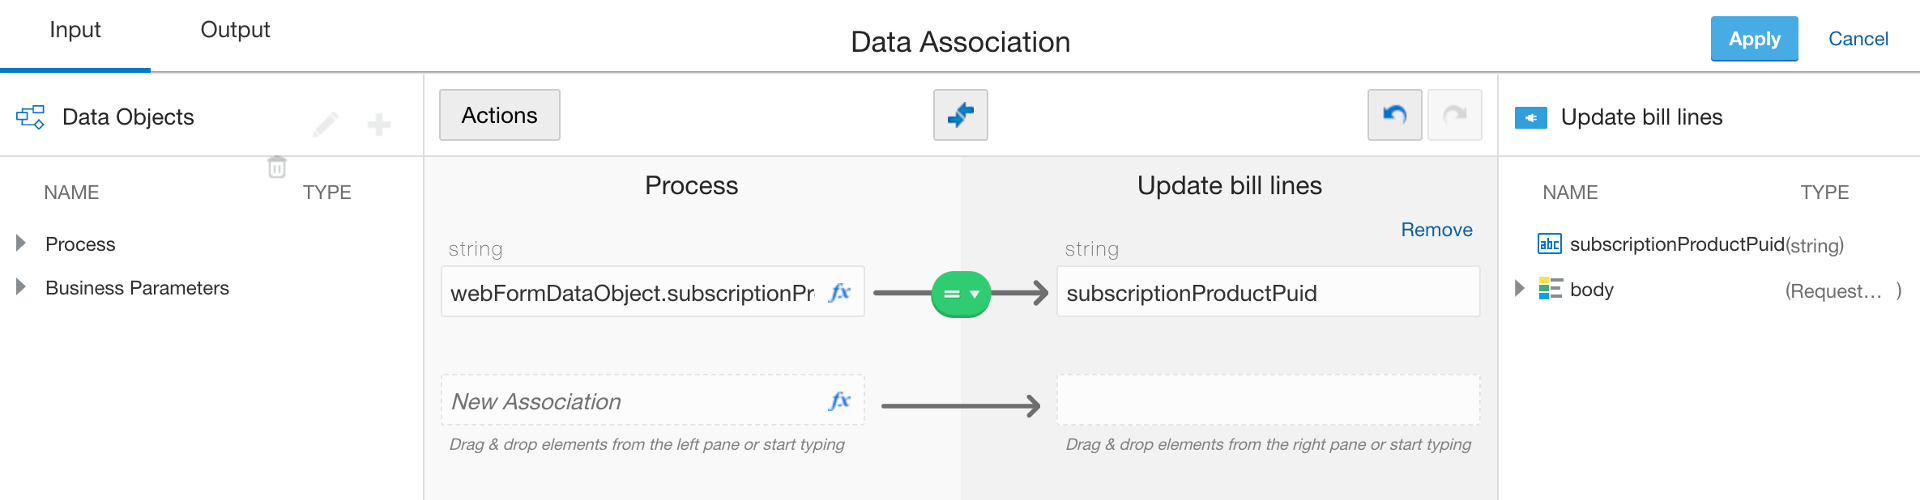 Input Output
Data Association
Apply Cancel
Data Objects
Actions
Update bill lines
NAME TYPE
Process
Business Parameters
Process
Update bill lines
Remove
string
string
webFormDataObject.subscriptionPr fx
= 
subscriptionProductPuid
New Association fx
Drag & drop elements from the left pane or start typing
Drag & drop elements from the right pane or start typing
NAME TYPE
abc subscriptionProductPuid(string)
body (Request... )